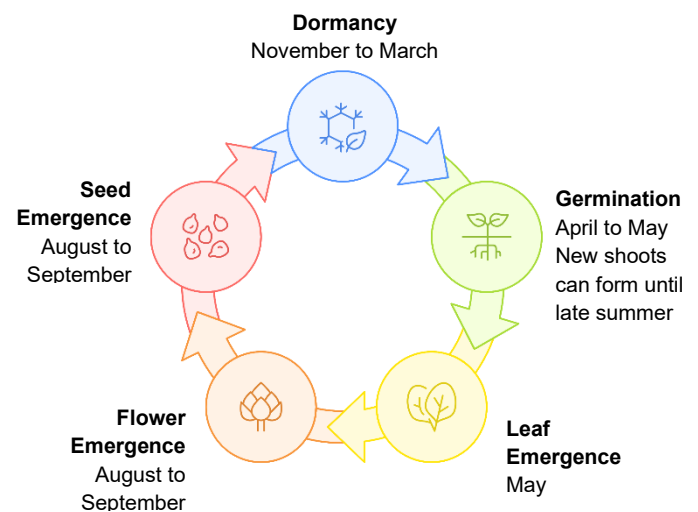 Dormancy
November to March
Germination
April to May
New shoots
can form until
late summer
Leaf
Emergence
May
Flower
Emergence
August to
September
Seed
Emergence
August to
September